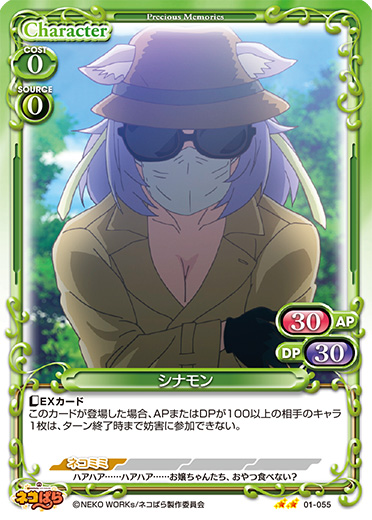 Precious Memories
Character
COST
0
SOURCE
0
30 AP
DP 30
シナモン
EXカード
このカードが登場した場合、APまたはDPが100以上の相手のキャラ
1枚は、ターン終了時まで妨害に参加できない。
ネコミミ
ハアハア……ハアハア……お嬢ちゃんたち、おやつ食べない?
ネコぱら
©NEKO WORKs/ネコぱら製作委員会
01-055